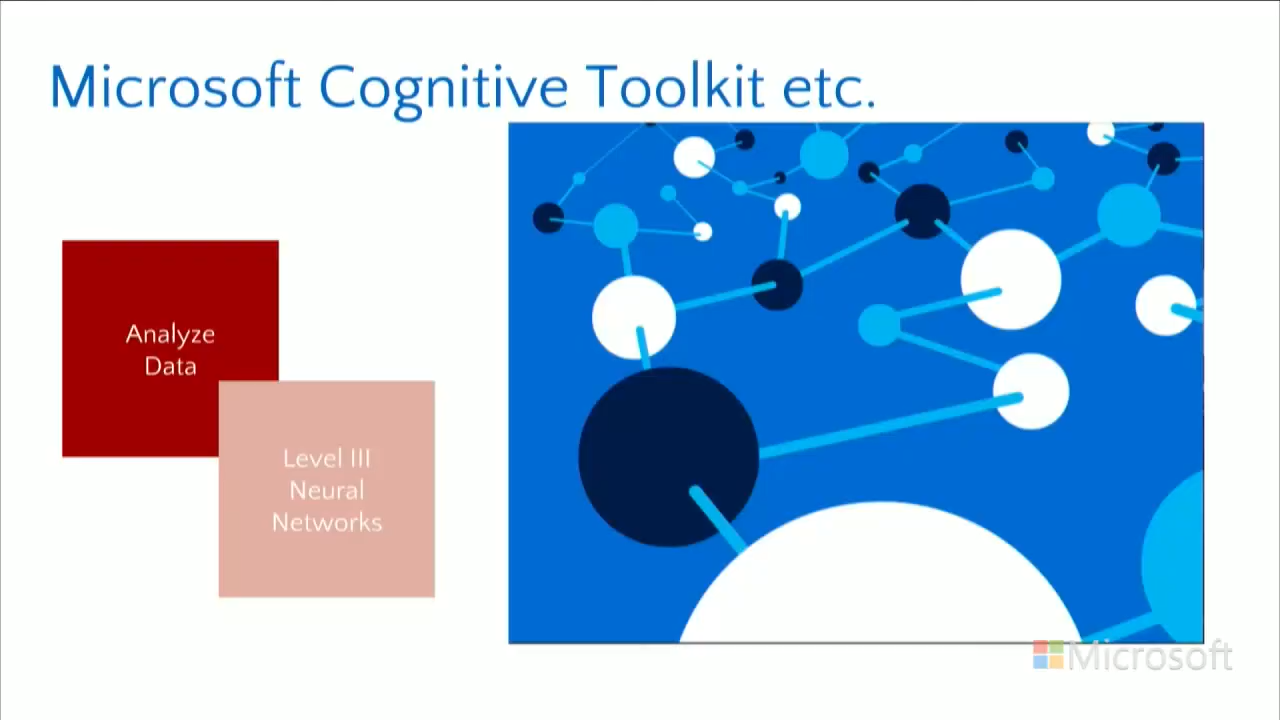 Microsoft Cognitive Toolkit etc.
Analyze
Data
Level III
Neural
Networks
Microsoft